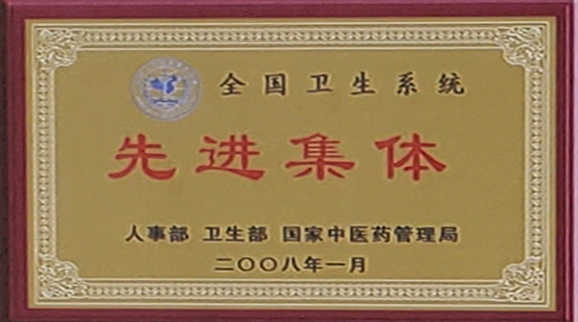 全国卫生系统
先进集体
人事部 卫生部 国家中医药管理局
二〇〇八年一月